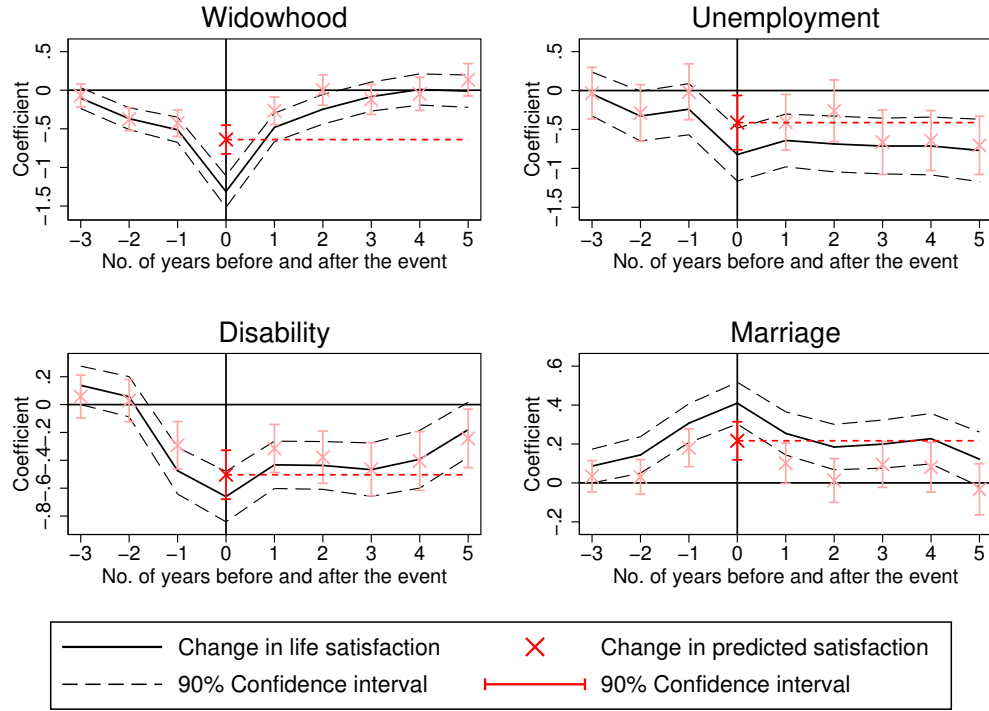 Widowhood
Coefficient
.5
0
−.5
−1
−1.5
−3 −2 −1 0 1 2 3 4 5
No. of years before and after the event
Unemployment
Coefficient
.5
0
−.5
−1
−1.5
−3 −2 −1 0 1 2 3 4 5
No. of years before and after the event
Disability
Coefficient
.2
0
−.2
−.4
−.6
−.8
−3 −2 −1 0 1 2 3 4 5
No. of years before and after the event
Marriage
Coefficient
.6
.4
.2
0
−.2
−3 −2 −1 0 1 2 3 4 5
No. of years before and after the event
Change in life satisfaction
Change in predicted satisfaction
90% Confidence interval
90% Confidence interval